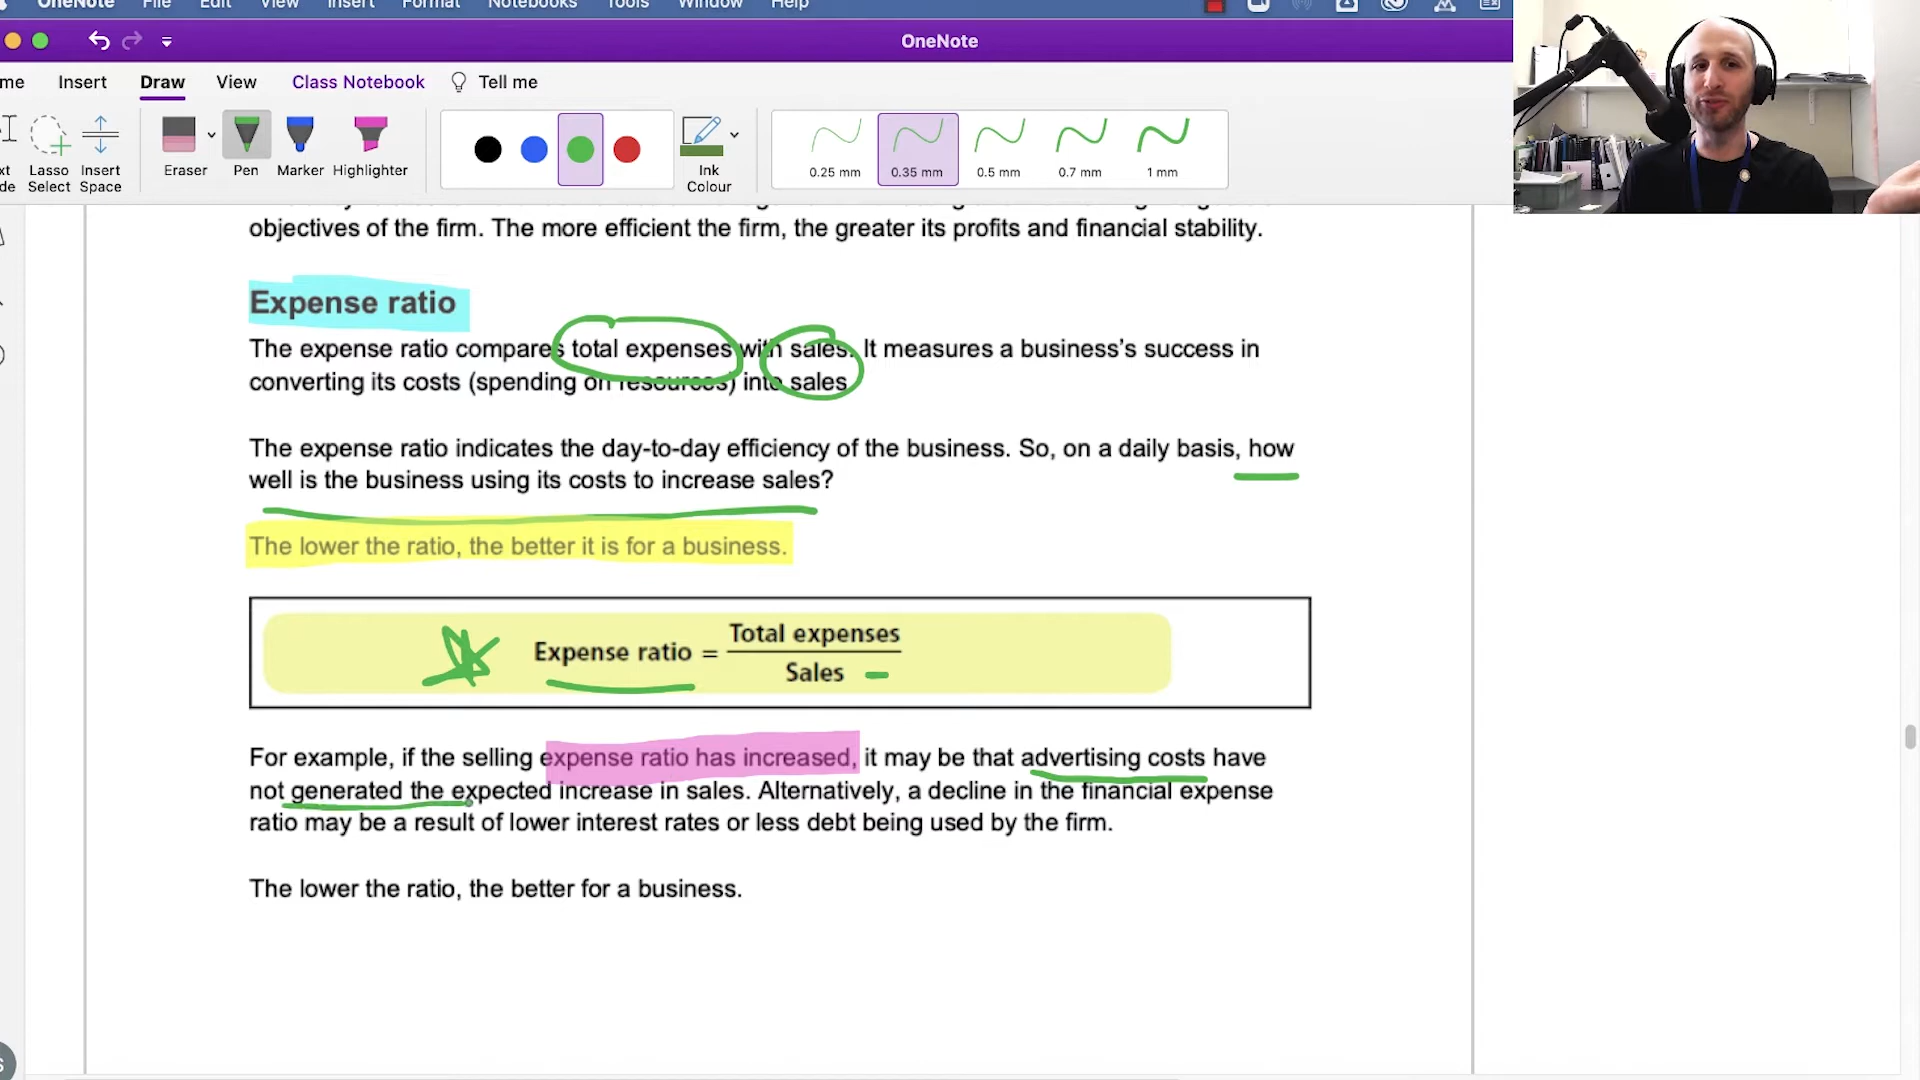 OneNote File Edit View Insert Format Notebooks Tools Window Help
OneNote
me Insert Draw View Class Notebook Tell me
Lasso Select
Insert Space
Eraser
Pen
Marker
Highlighter
Ink Colour
0.25 mm
0.35 mm
0.5 mm
0.7 mm
1 mm
objectives of the firm. The more efficient the firm, the greater its profits and financial stability.
Expense ratio
The expense ratio compares total expenses with sales. It measures a business's success in
converting its costs (spending on resources) into sales
The expense ratio indicates the day-to-day efficiency of the business. So, on a daily basis, how
well is the business using its costs to increase sales?
The lower the ratio, the better it is for a business.
Expense ratio = Total expenses
Sales
For example, if the selling expense ratio has increased, it may be that advertising costs have
not generated the expected increase in sales. Alternatively, a decline in the financial expense
ratio may be a result of lower interest rates or less debt being used by the firm.
The lower the ratio, the better for a business.